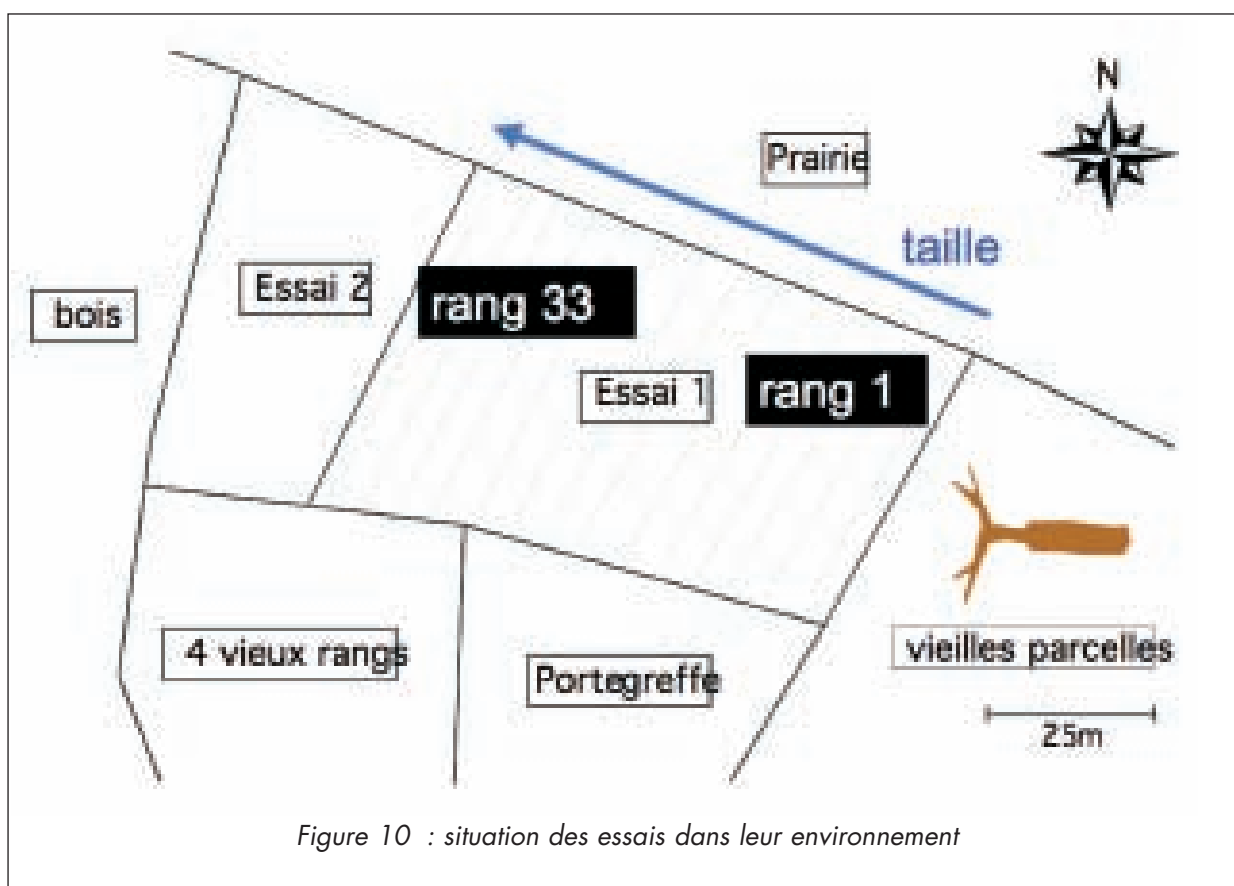 N
Prairie
taille
Essai 2
rang 33
bois
Essai 1
rang 1
4 vieux rangs
Portegreffe
vieilles parcelles
25m
Figure 10 : situation des essais dans leur environnement